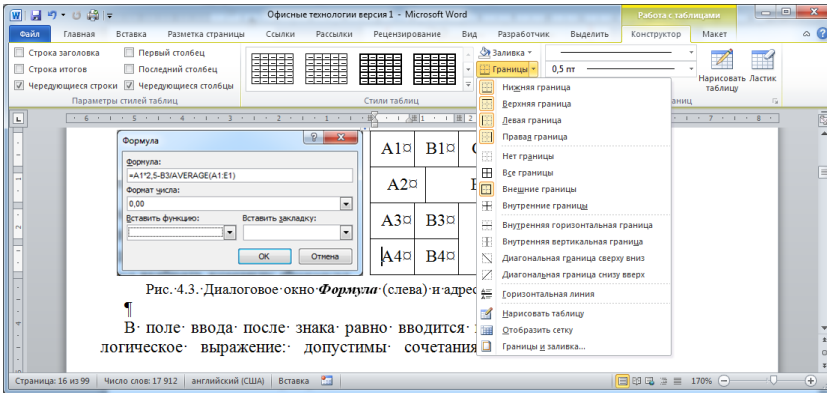 Офисные технологии версия 1 - Microsoft Word
Работа с таблицами
Файл Главная Вставка Разметка страницы Ссылки Рассылки Рецензирование Вид Разработчик Выделить Конструктор Макет
Строка заголовка Первый столбец
Строка итогов Последний столбец
Чередующиеся строки Чередующиеся столбцы
Параметры стилей таблиц
Стили таблиц
Заливка
Границы
0,5 пт
Нарисовать таблицу
Ластик
Нижняя граница
Верхняя граница
Левая граница
Правая граница
Нет границы
Все границы
Внешние границы
Внутренние границы
Внутренняя горизонтальная граница
Внутренняя вертикальная граница
Диагональная граница сверху вниз
Диагональная граница снизу вверх
Горизонтальная линия
Нарисовать таблицу
Отобразить сетку
Границы и заливка...
Формула
Формула:
=A1*2,5-B3/AVERAGE(A1:E1)
Формат числа:
0,00
Вставить функцию: Вставить закладку:
ОК Отмена
A1¤ B1¤
A2¤
A3¤ B3¤
A4¤ B4¤
Рис.·4.3.·Диалоговое·окно·Формула·(слева)·и·адрес
¶
В· поле· ввода· после· знака· равно· вводится·
логическое· выражение:· допустимы· сочетания
Страница: 16 из 99 Число слов: 17 912 английский (США) Вставка 170%